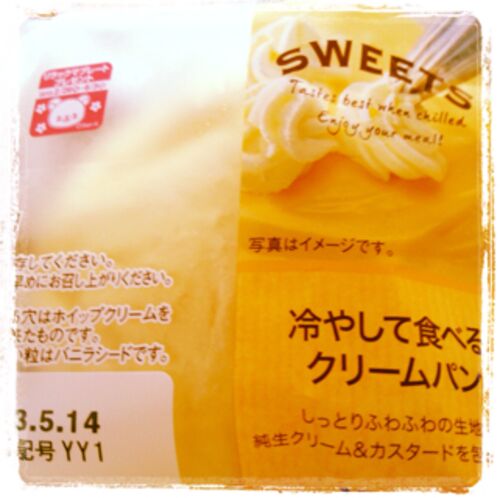 SWEETS
Tastes best when chilled.
Enjoy your meal!
写真はイメージです。
存してください。
早めにお召し上がりください。
穴はホイップクリームを
たものです。
粒はバニラシードです。
冷やして食べる
クリームパン
しっとりふわふわの生地
純生クリーム&カスタードを包
3.5.14
記号YY1